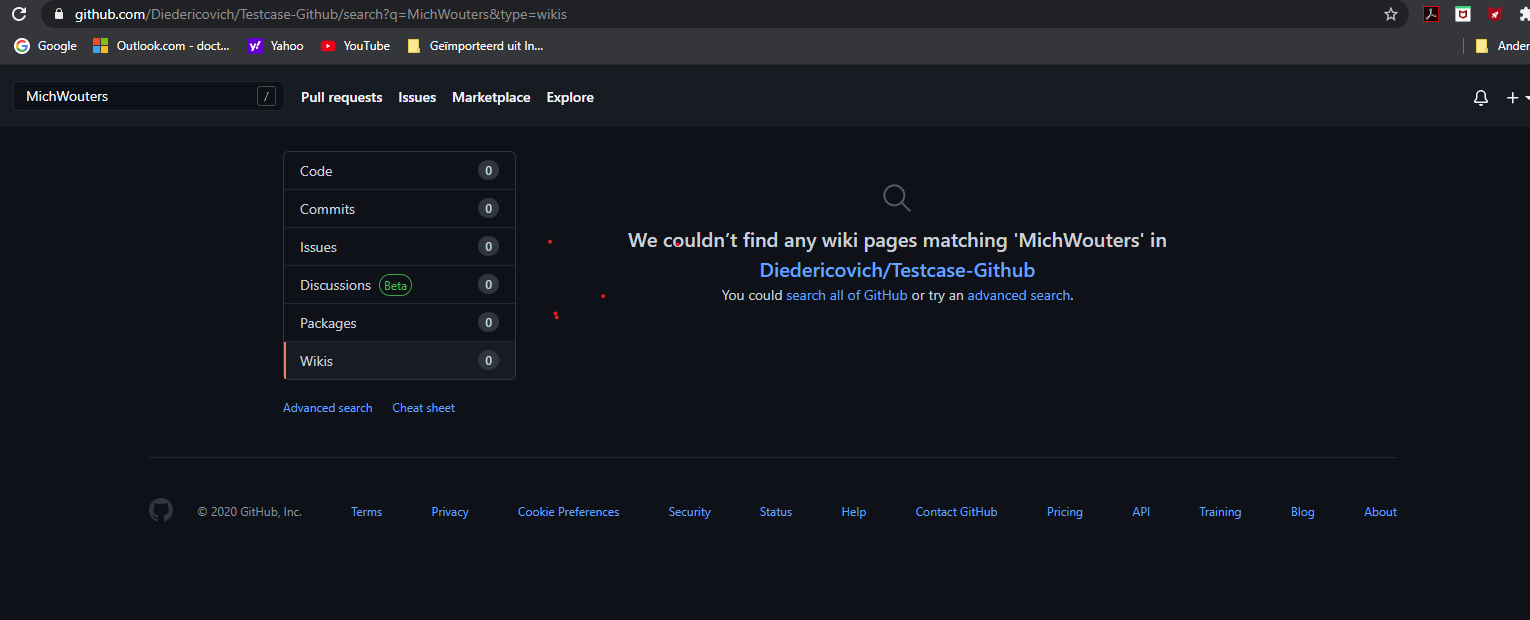 github.com/Diedericovich/Testcase-Github/search?q=MichWouters&type=wikis
Google Outlook.com - doct... Yahoo YouTube Geïmporteerd uit In... Ander
MichWouters / Pull requests Issues Marketplace Explore
Code 0
Commits 0
Issues 0
Discussions Beta 0
Packages 0
Wikis 0
Advanced search Cheat sheet
We couldn’t find any wiki pages matching 'MichWouters' in
Diedericovich/Testcase-Github
You could search all of GitHub or try an advanced search.
© 2020 GitHub, Inc. Terms Privacy Cookie Preferences Security Status Help Contact GitHub Pricing API Training Blog About